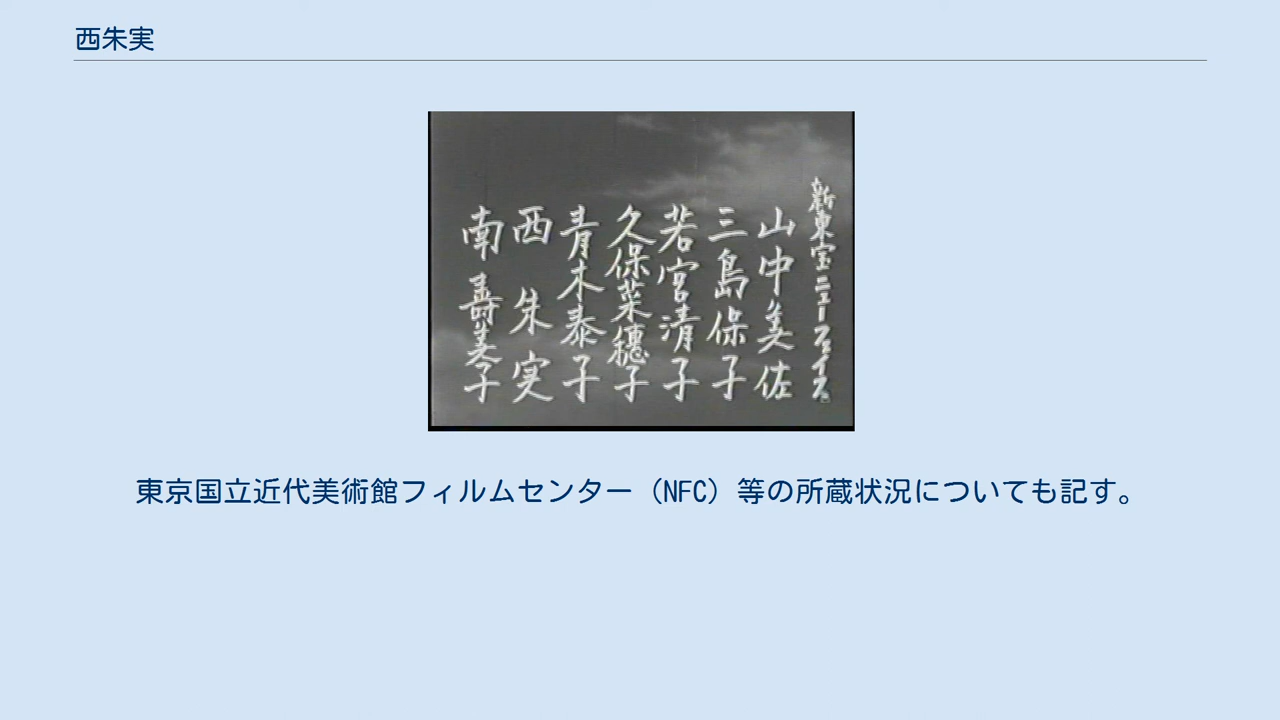 西朱実
新東宝ニューフェイス
山中美佐
三島保子
若宮清子
久保菜穂子
青木泰子
西朱実
南寿美子
東京国立近代美術館フィルムセンター（NFC）等の所蔵状況についても記す。